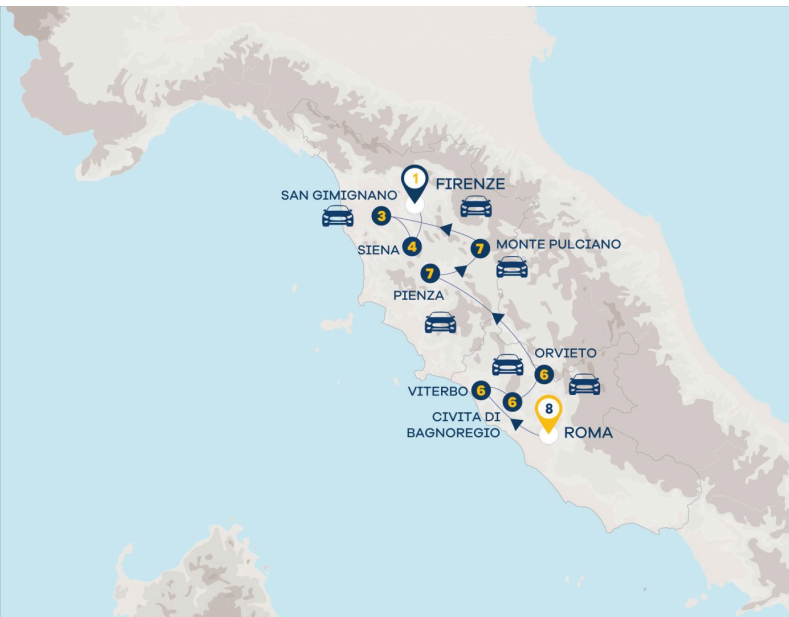 1
FIRENZE
SAN GIMIGNANO
3
SIENA
4
7
MONTE PULCIANO
7
PIENZA
ORVIETO
6
VITERBO
6
6
CIVITA DI
BAGNOREGIO
8
ROMA